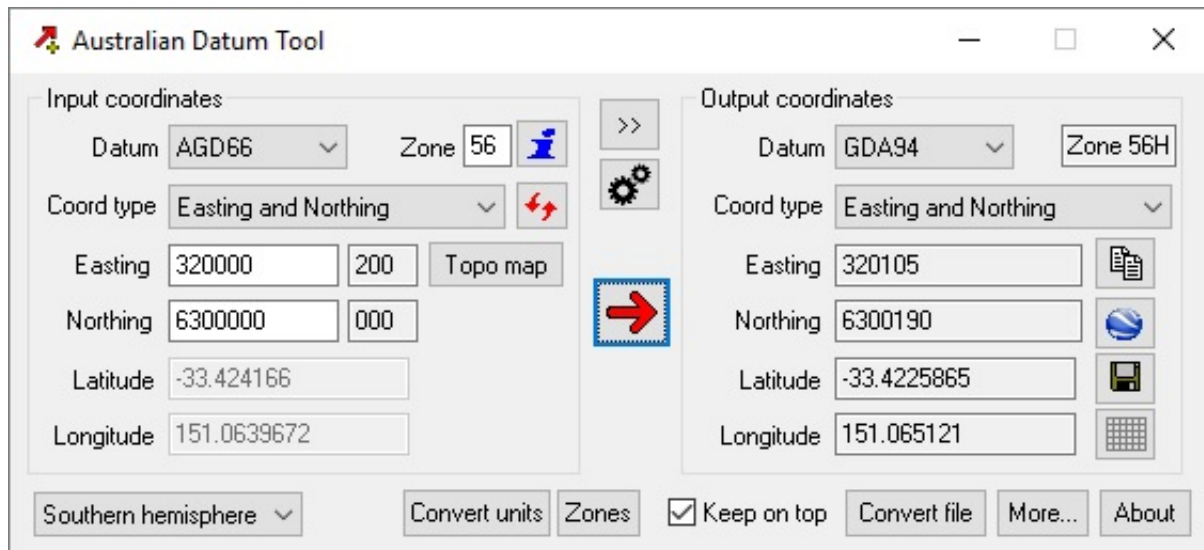 Australian Datum Tool
Input coordinates
Datum AGD66 Zone 56
Coord type Easting and Northing
Easting 320000 200 Topo map
Northing 6300000 000
Latitude -33.424166
Longitude 151.0639672
>>
Output coordinates
Datum GDA94 Zone 56H
Coord type Easting and Northing
Easting 320105
Northing 6300190
Latitude -33.4225865
Longitude 151.065121
Southern hemisphere Convert units Zones Keep on top Convert file More... About